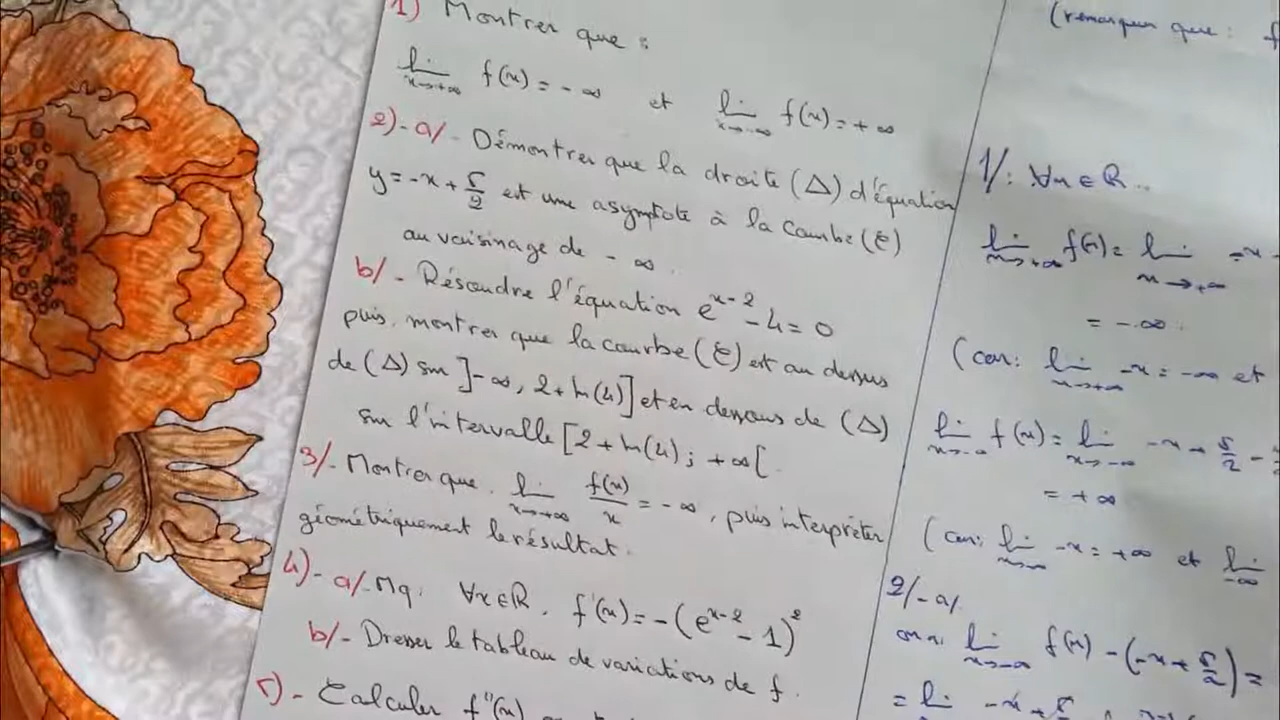 1) Montrer que :
lim x→+∞ f(x) = -∞ et lim x→-∞ f(x) = +∞
2)-a/- Démontrer que la droite (Δ) d'équation
y = -x + 5/2 est une asymptote à la courbe (C)
au voisinage de -∞.
b/- Résoudre l'équation e^(x-2) - 4 = 0
puis, montrer que la courbe (C) est au dessus
de (Δ) sur ]-∞, 2+ln(4)] et en dessous de (Δ)
sur l'intervalle [2+ln(4) ; +∞[.
3/- Montrer que lim x→+∞ f(x)/x = -∞, puis interpréter
géométriquement le résultat.
4)-a/- Mq. ∀x∈R. f'(x) = -(e^(x-2) - 1)²
b/- Dresser le tableau de variations de f.
5)- Calculer f''(x)
(remarquer que : f
1/: ∀x∈R..
lim x→+∞ f(x) = lim x→+∞ -x
= -∞.
(car: lim x→+∞ -x = -∞ et
lim x→-∞ f(x) = lim x→-∞ -x + 5/2 -
= +∞
(car: lim x→-∞ -x = +∞ et lim -∞
2/-a/.
on a: lim x→-∞ f(x) - (-x + 5/2) =
= lim -x + 5